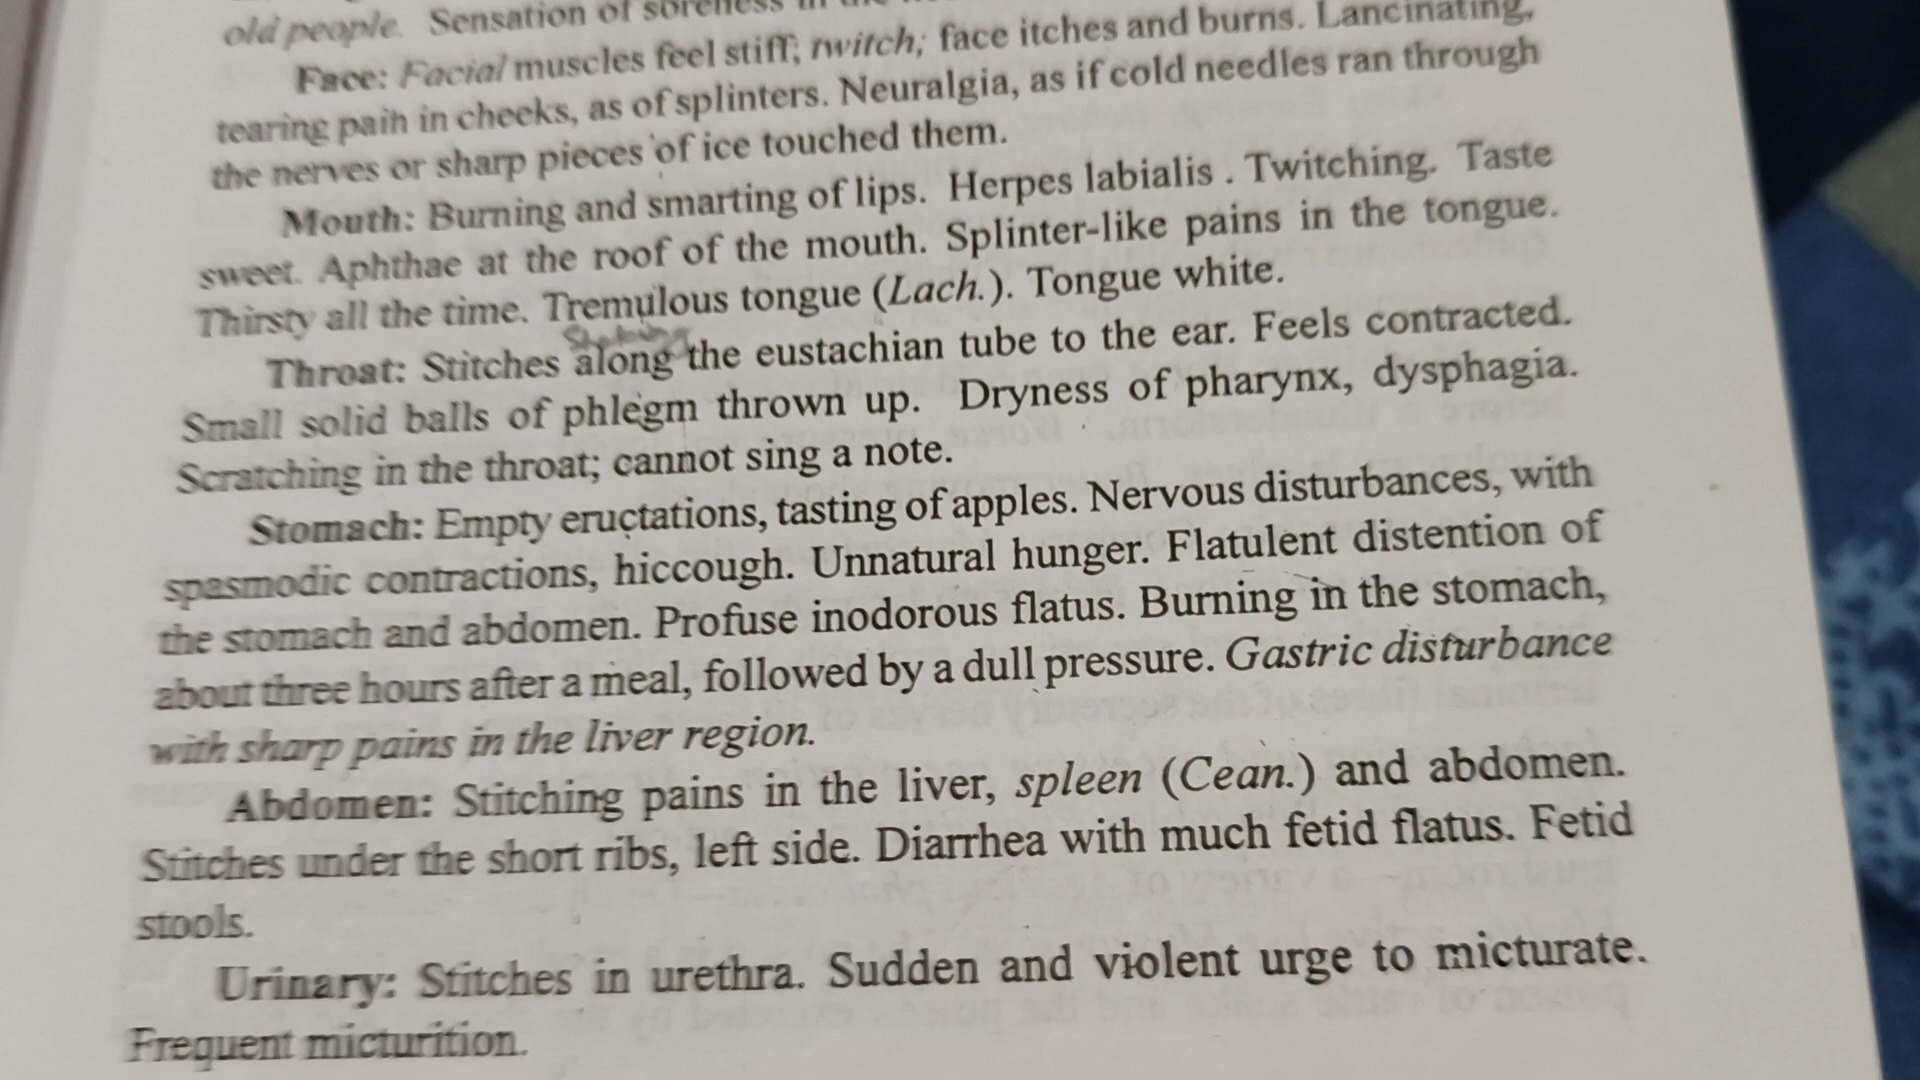 old people. Sensation of soreness in the
Face: Facial muscles feel stiff; twitch; face itches and burns. Lancinating,
tearing pain in cheeks, as of splinters. Neuralgia, as if cold needles ran through
the nerves or sharp pieces of ice touched them.
Mouth: Burning and smarting of lips. Herpes labialis . Twitching. Taste
sweet. Aphthae at the roof of the mouth. Splinter-like pains in the tongue.
Thirsty all the time. Tremulous tongue (Lach.). Tongue white.
Throat: Stitches along the eustachian tube to the ear. Feels contracted.
Small solid balls of phlegm thrown up. Dryness of pharynx, dysphagia.
Scratching in the throat; cannot sing a note.
Stomach: Empty eructations, tasting of apples. Nervous disturbances, with
spasmodic contractions, hiccough. Unnatural hunger. Flatulent distention of
the stomach and abdomen. Profuse inodorous flatus. Burning in the stomach,
about three hours after a meal, followed by a dull pressure. Gastric disturbance
with sharp pains in the liver region.
Abdomen: Stitching pains in the liver, spleen (Cean.) and abdomen.
Stitches under the short ribs, left side. Diarrhea with much fetid flatus. Fetid
stools.
Urinary: Stitches in urethra. Sudden and violent urge to micturate.
Frequent micturition.